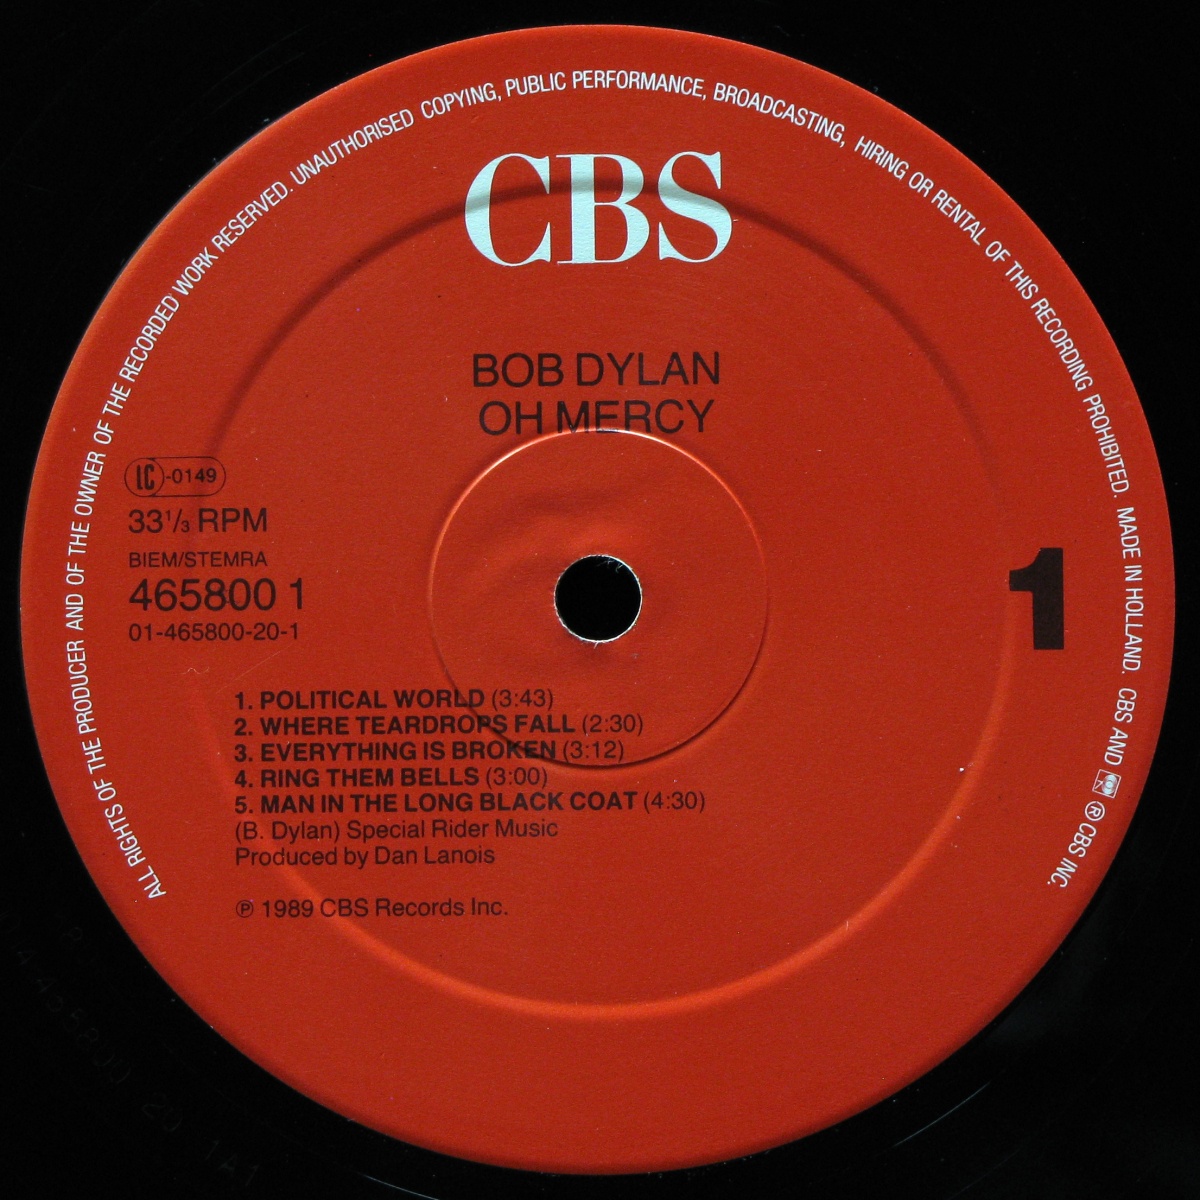 ALL RIGHTS OF THE PRODUCER AND OF THE OWNER OF THE RECORDED WORK RESERVED. UNAUTHORISED COPYING, PUBLIC PERFORMANCE, BROADCASTING, HIRING OR RENTAL OF THIS RECORDING PROHIBITED. MADE IN HOLLAND. CBS AND ® CBS INC.
CBS
BOB DYLAN
OH MERCY
LC-0149
33 1/3 RPM
BIEM/STEMRA
465800 1
01-465800-20-1
1
1. POLITICAL WORLD (3:43)
2. WHERE TEARDROPS FALL (2:30)
3. EVERYTHING IS BROKEN (3:12)
4. RING THEM BELLS (3:00)
5. MAN IN THE LONG BLACK COAT (4:30)
(B. Dylan) Special Rider Music
Produced by Dan Lanois
℗ 1989 CBS Records Inc.